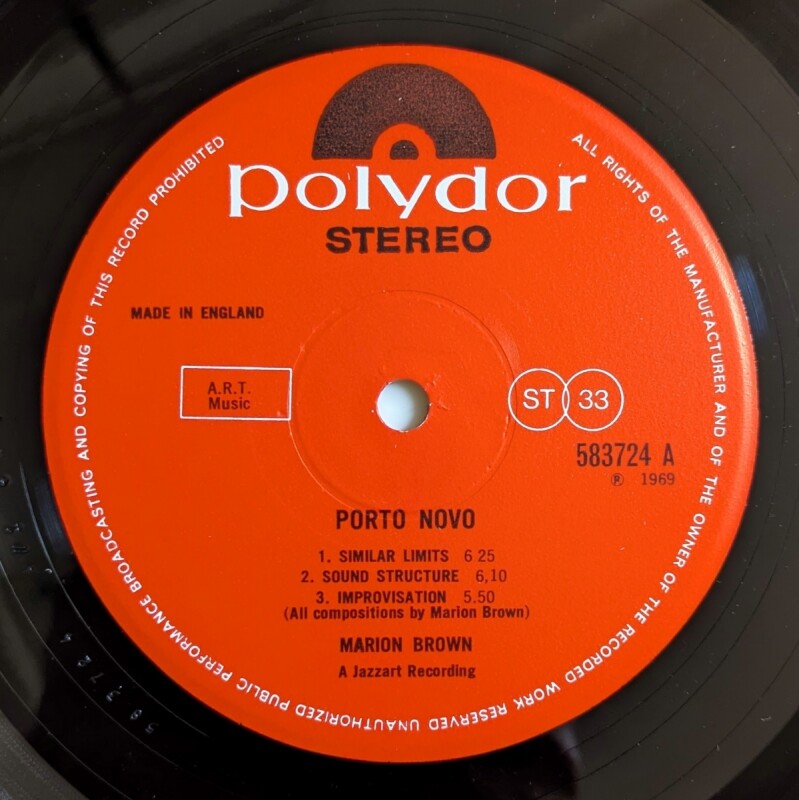 polydor
STEREO
ALL RIGHTS OF THE MANUFACTURER AND OF THE OWNER OF THE RECORDED WORK RESERVED UNAUTHORIZED PUBLIC PERFORMANCE BROADCASTING AND COPYING OF THIS RECORD PROHIBITED
MADE IN ENGLAND
A.R.T.
Music
ST 33
583724 A
℗ 1969
PORTO NOVO
1. SIMILAR LIMITS 6 25
2. SOUND STRUCTURE 6,10
3. IMPROVISATION 5.50
(All compositions by Marion Brown)
MARION BROWN
A Jazzart Recording